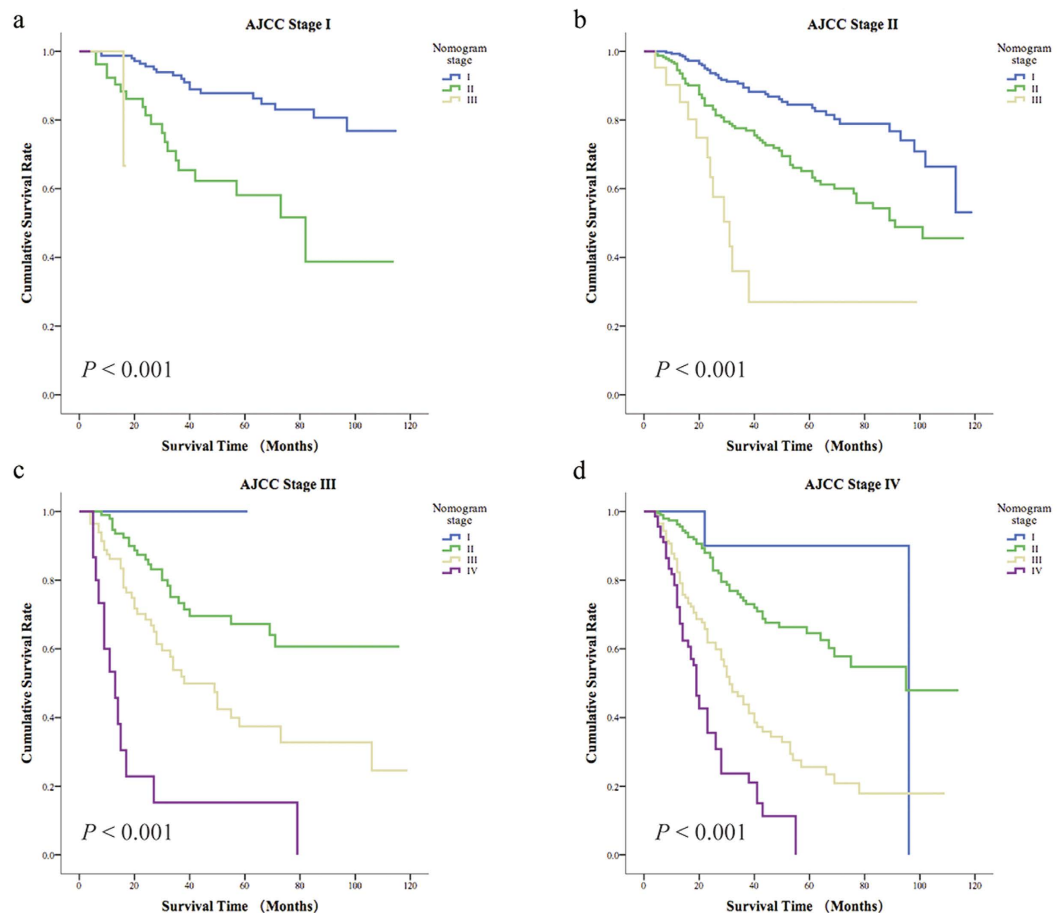 a
AJCC Stage I
Nomogram
stage
I
II
III
1.0
0.8
0.6
0.4
0.2
0.0
Cumulative Survival Rate
P < 0.001
0 20 40 60 80 100 120
Survival Time （Months）
b
AJCC Stage II
Nomogram
stage
I
II
III
1.0
0.8
0.6
0.4
0.2
0.0
Cumulative Survival Rate
P < 0.001
0 20 40 60 80 100 120
Survival Time （Months）
c
AJCC Stage III
Nomogram
stage
I
II
III
IV
1.0
0.8
0.6
0.4
0.2
0.0
Cumulative Survival Rate
P < 0.001
0 20 40 60 80 100 120
Survival Time （Months）
d
AJCC Stage IV
Nomogram
stage
I
II
III
IV
1.0
0.8
0.6
0.4
0.2
0.0
Cumulative Survival Rate
P < 0.001
0 20 40 60 80 100 120
Survival Time （Months）